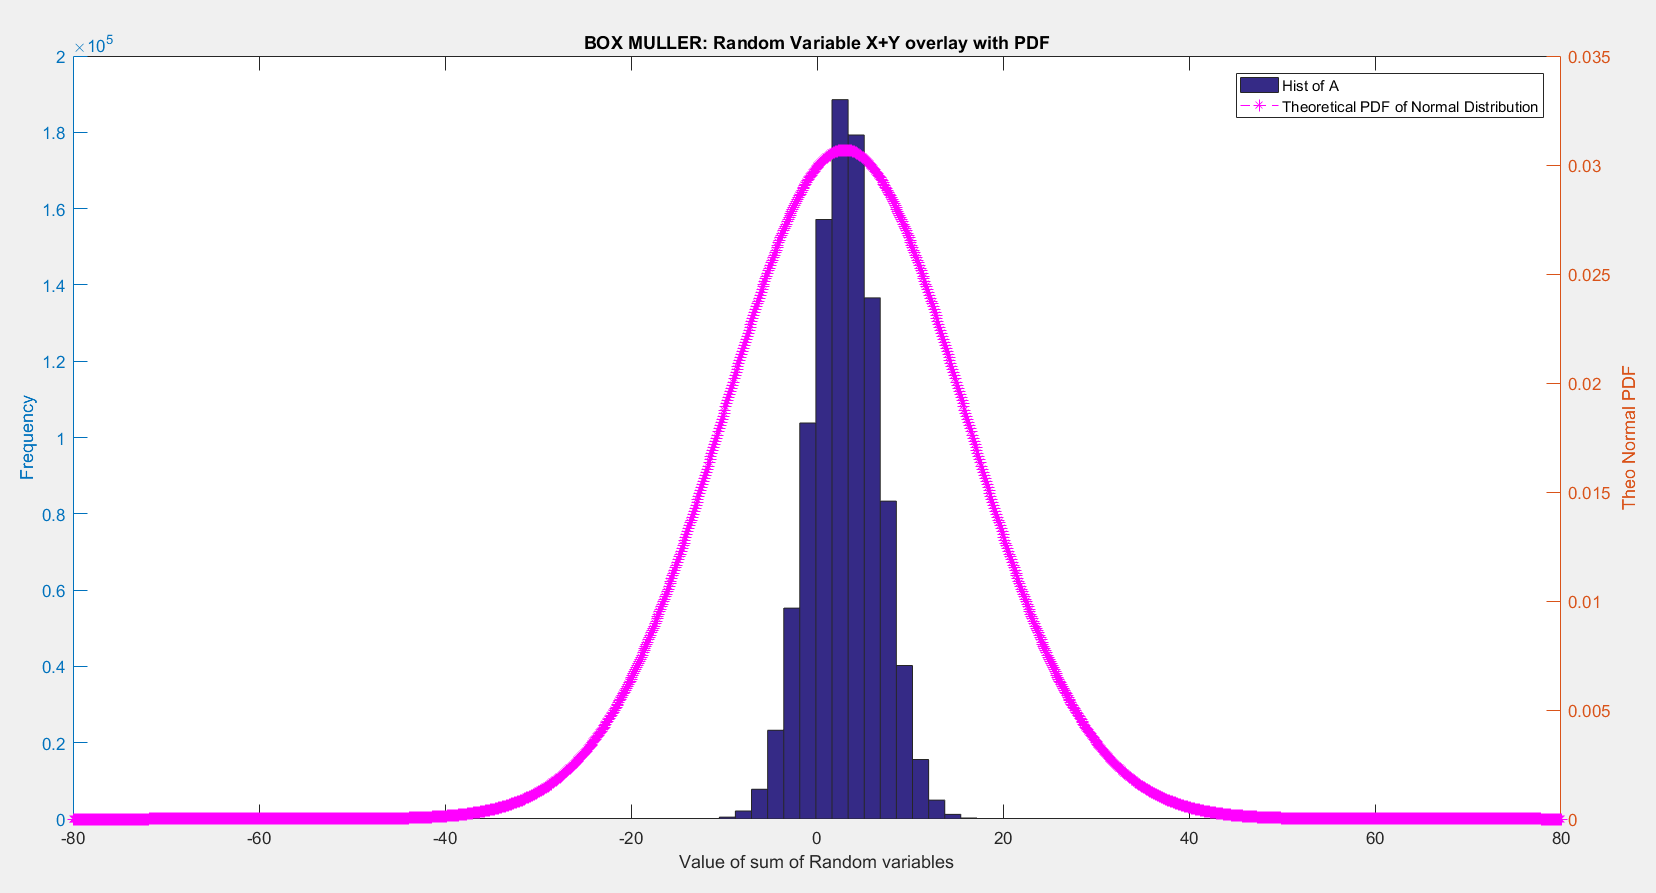 BOX MULLER: Random Variable X+Y overlay with PDF
×10^5
2
1.8
1.6
1.4
1.2
1
0.8
0.6
0.4
0.2
0
Frequency
Hist of A
Theoretical PDF of Normal Distribution
0.035
0.03
0.025
0.02
0.015
0.01
0.005
0
Theo Normal PDF
-80 -60 -40 -20 0 20 40 60 80
Value of sum of Random variables